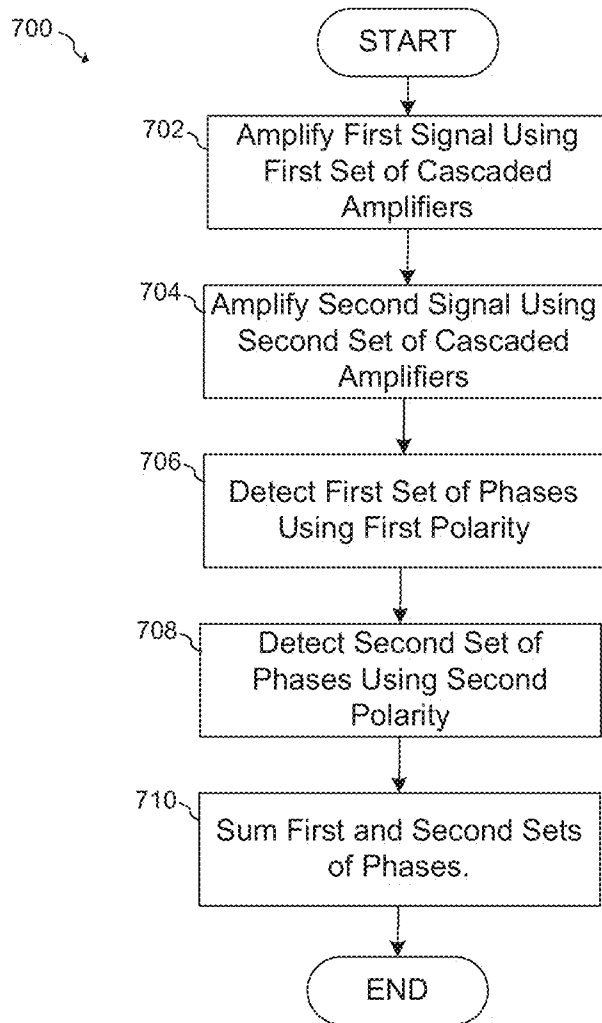 700
START
702
Amplify First Signal Using
First Set of Cascaded
Amplifiers
704
Amplify Second Signal Using
Second Set of Cascaded
Amplifiers
706
Detect First Set of Phases
Using First Polarity
708
Detect Second Set of
Phases Using Second
Polarity
710
Sum First and Second Sets
of Phases.
END